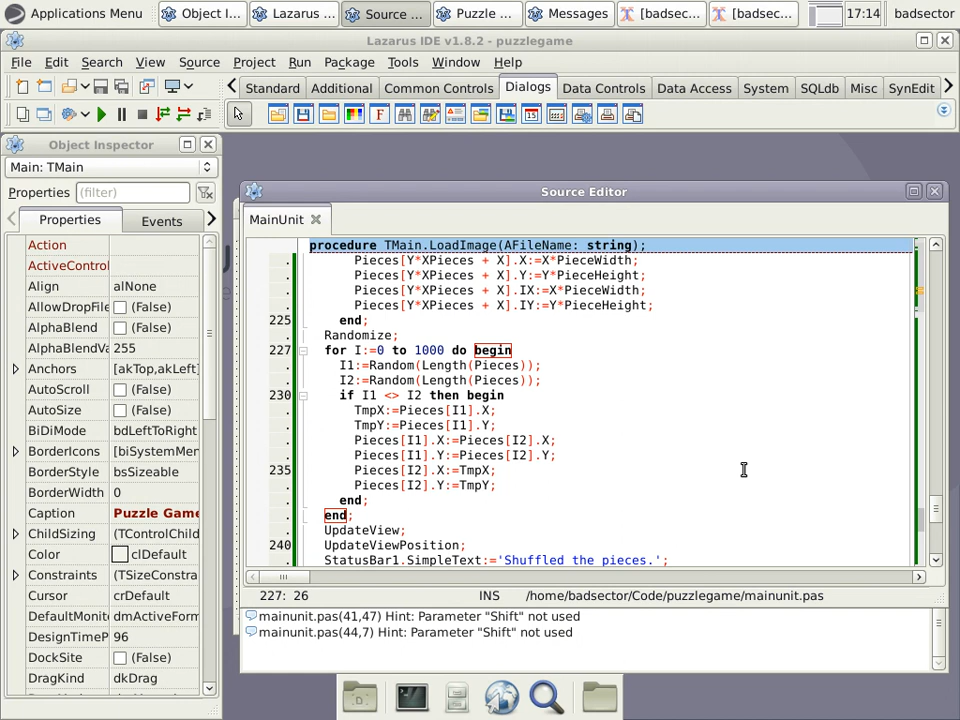 Applications Menu
Object I...
Lazarus ...
Source ...
Puzzle ...
Messages
[badsec...
[badsec...
17:14
badsector
Lazarus IDE v1.8.2 - puzzlegame
File Edit Search View Source Project Run Package Tools Window Help
Standard Additional Common Controls Dialogs Data Controls Data Access System SQLdb Misc SynEdit
Object Inspector
Main: TMain
Properties (filter)
Properties Events
Action
ActiveControl
Align alNone
AllowDropFile (False)
AlphaBlend (False)
AlphaBlendVa 255
Anchors [akTop,akLeft]
AutoScroll (False)
AutoSize (False)
BiDiMode bdLeftToRight
BorderIcons [biSystemMen
BorderStyle bsSizeable
BorderWidth 0
Caption Puzzle Game
ChildSizing (TControlChild
Color clDefault
Constraints (TSizeConstra
Cursor crDefault
DefaultMonit dmActiveForm
DesignTimeP 96
DockSite (False)
DragKind dkDrag
Source Editor
MainUnit
procedure TMain.LoadImage(AFileName: string);
. Pieces[Y*XPieces + X].X:=X*PieceWidth;
. Pieces[Y*XPieces + X].Y:=Y*PieceHeight;
. Pieces[Y*XPieces + X].IX:=X*PieceWidth;
. Pieces[Y*XPieces + X].IY:=Y*PieceHeight;
225 end;
. Randomize;
227 for I:=0 to 1000 do begin
. I1:=Random(Length(Pieces));
. I2:=Random(Length(Pieces));
230 if I1 <> I2 then begin
. TmpX:=Pieces[I1].X;
. TmpY:=Pieces[I1].Y;
. Pieces[I1].X:=Pieces[I2].X;
. Pieces[I1].Y:=Pieces[I2].Y;
235 Pieces[I2].X:=TmpX;
. Pieces[I2].Y:=TmpY;
. end;
. end;
. UpdateView;
240 UpdateViewPosition;
. StatusBar1.SimpleText:='Shuffled the pieces.';
227: 26 INS /home/badsector/Code/puzzlegame/mainunit.pas
mainunit.pas(41,47) Hint: Parameter "Shift" not used
mainunit.pas(44,7) Hint: Parameter "Shift" not used